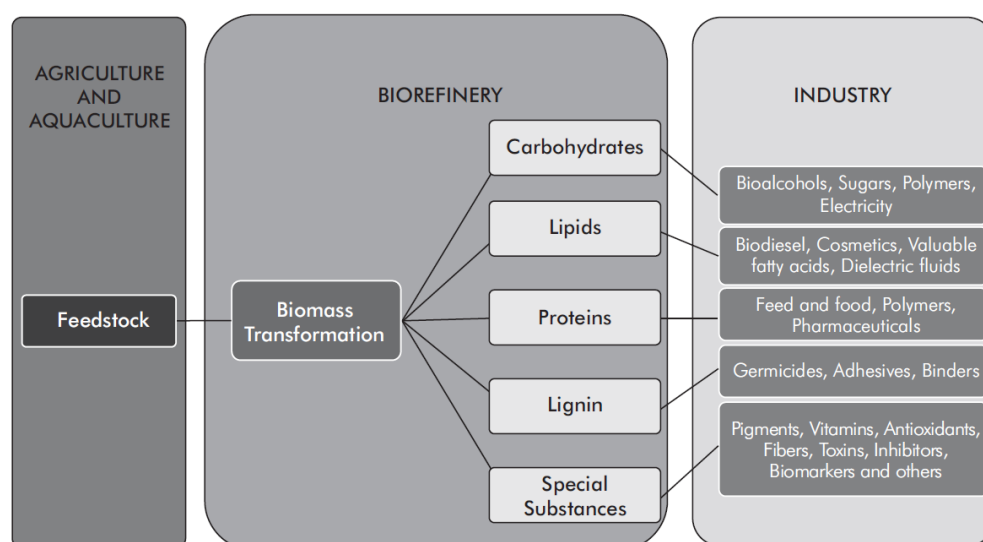 AGRICULTURE
AND
AQUACULTURE
Feedstock
BIOREFINERY
Biomass
Transformation
Carbohydrates
Lipids
Proteins
Lignin
Special
Substances
INDUSTRY
Bioalcohols, Sugars, Polymers,
Electricity
Biodiesel, Cosmetics, Valuable
fatty acids, Dielectric fluids
Feed and food, Polymers,
Pharmaceuticals
Germicides, Adhesives, Binders
Pigments, Vitamins, Antioxidants,
Fibers, Toxins, Inhibitors,
Biomarkers and others